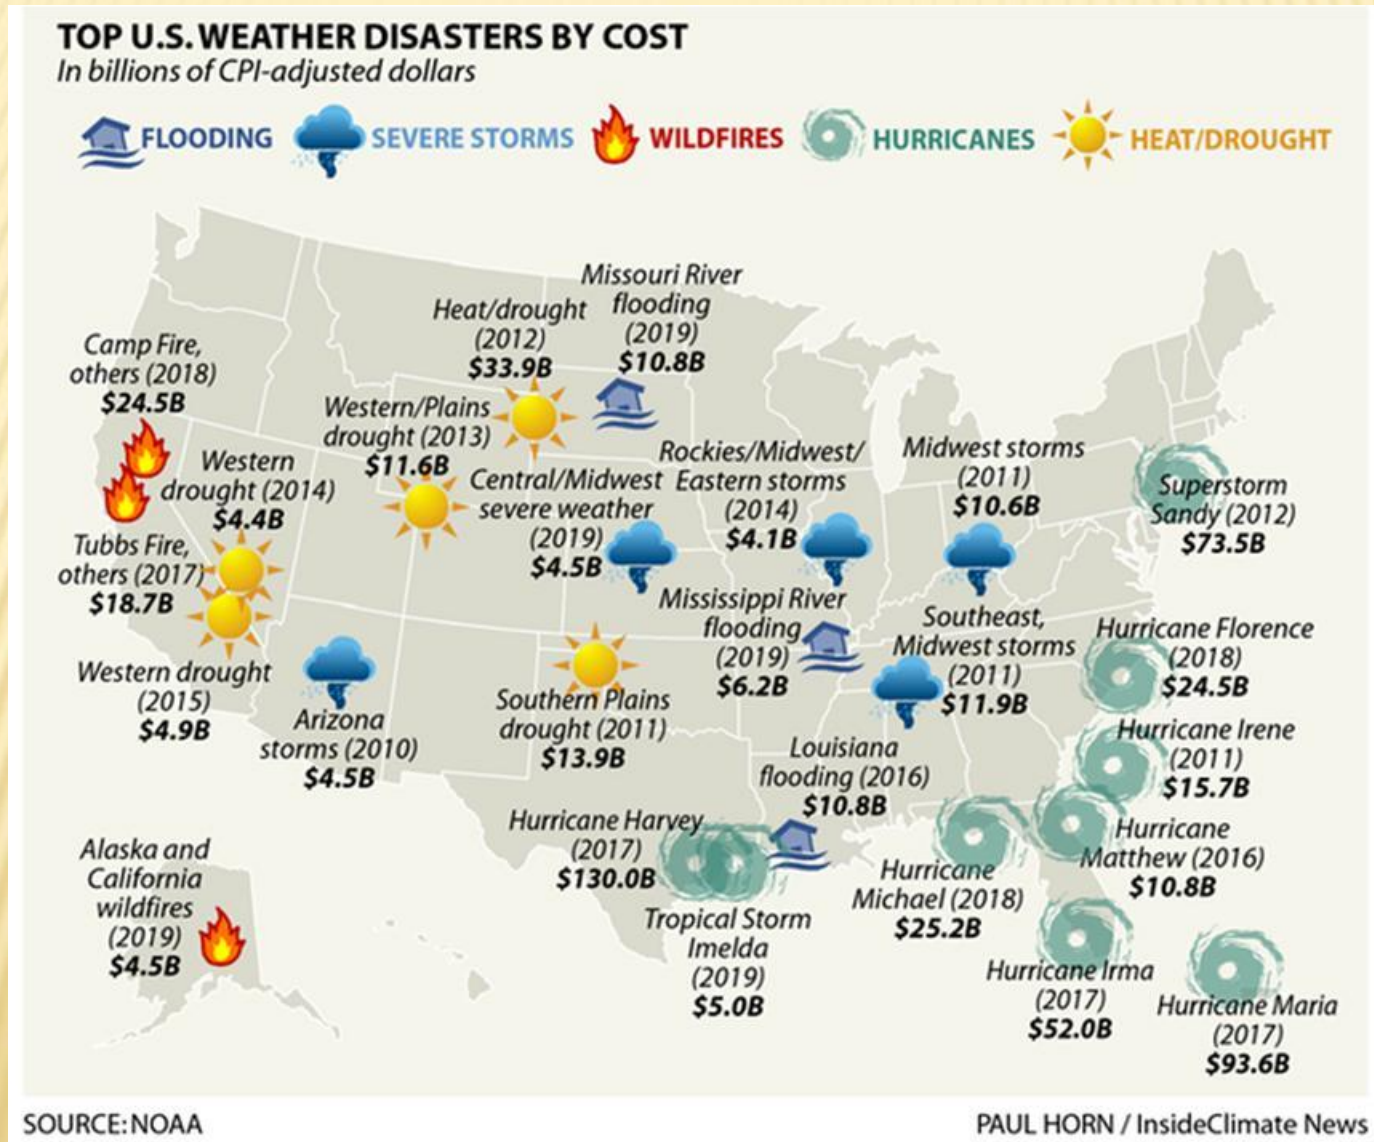 TOP U.S. WEATHER DISASTERS BY COST
In billions of CPI-adjusted dollars
FLOODING
SEVERE STORMS
WILDFIRES
HURRICANES
HEAT/DROUGHT
Missouri River
flooding
(2019)
$10.8B
Heat/drought
(2012)
$33.9B
Camp Fire,
others (2018)
$24.5B
Western/Plains
drought (2013)
$11.6B
Western
drought (2014)
$4.4B
Central/Midwest
severe weather
(2019)
$4.5B
Rockies/Midwest/
Eastern storms
(2014)
$4.1B
Midwest storms
(2011)
$10.6B
Superstorm
Sandy (2012)
$73.5B
Tubbs Fire,
others (2017)
$18.7B
Mississippi River
flooding
(2019)
$6.2B
Southeast,
Midwest storms
(2011)
$11.9B
Hurricane Florence
(2018)
$24.5B
Western drought
(2015)
$4.9B
Arizona
storms (2010)
$4.5B
Southern Plains
drought (2011)
$13.9B
Louisiana
flooding (2016)
$10.8B
Hurricane Irene
(2011)
$15.7B
Hurricane Harvey
(2017)
$130.0B
Hurricane
Matthew (2016)
$10.8B
Alaska and
California
wildfires
(2019)
$4.5B
Hurricane
Michael (2018)
$25.2B
Tropical Storm
Imelda
(2019)
$5.0B
Hurricane Irma
(2017)
$52.0B
Hurricane Maria
(2017)
$93.6B
SOURCE: NOAA
PAUL HORN / InsideClimate News